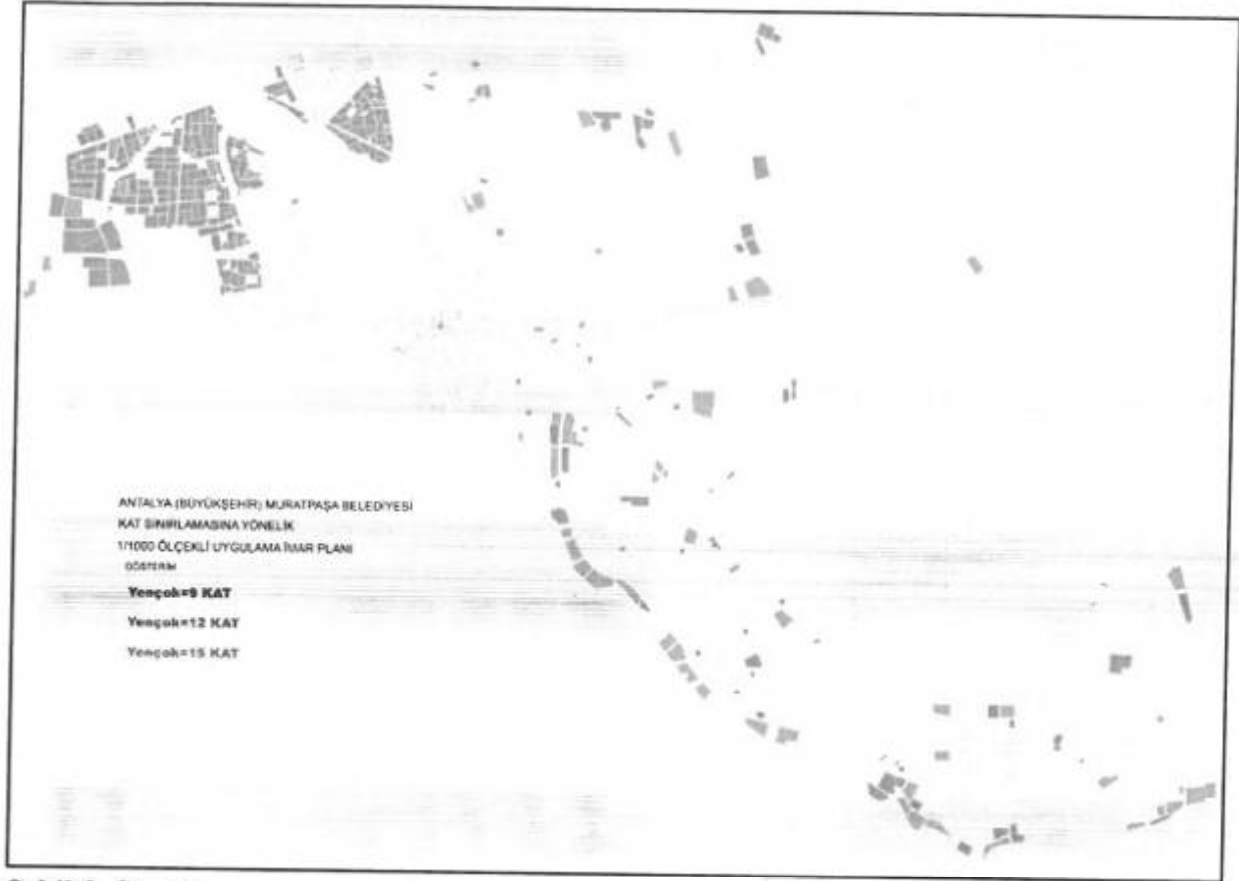 ANTALYA (BÜYÜKŞEHİR) MURATPAŞA BELEDİYESİ
KAT SINIRLAMASINA YÖNELİK
1/1000 ÖLÇEKLİ UYGULAMA İMAR PLANI
GÖSTERİM
Yençok=9 KAT
Yençok=12 KAT
Yençok=15 KAT